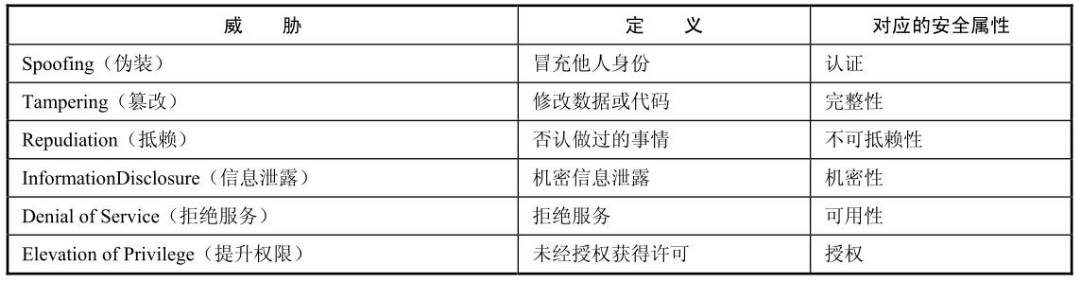 威 胁 定 义 对应的安全属性
Spoofing（伪装） 冒充他人身份 认证
Tampering（篡改） 修改数据或代码 完整性
Repudiation（抵赖） 否认做过的事情 不可抵赖性
InformationDisclosure（信息泄露） 机密信息泄露 机密性
Denial of Service（拒绝服务） 拒绝服务 可用性
Elevation of Privilege（提升权限） 未经授权获得许可 授权